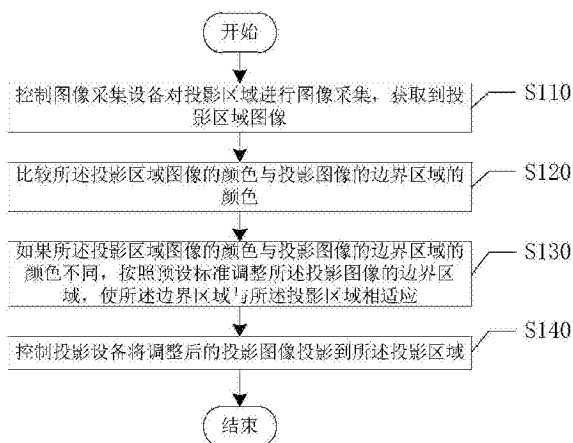 开始
控制图像采集设备对投影区域进行图像采集，获取到投
影区域图像
S110
比较所述投影区域图像的颜色与投影图像的边界区域的
颜色
S120
如果所述投影区域图像的颜色与投影图像的边界区域的
颜色不同，按照预设标准调整所述投影图像的边界区
域，使所述边界区域与所述投影区域相适应
S130
控制投影设备将调整后的投影图像投影到所述投影区域
S140
结束